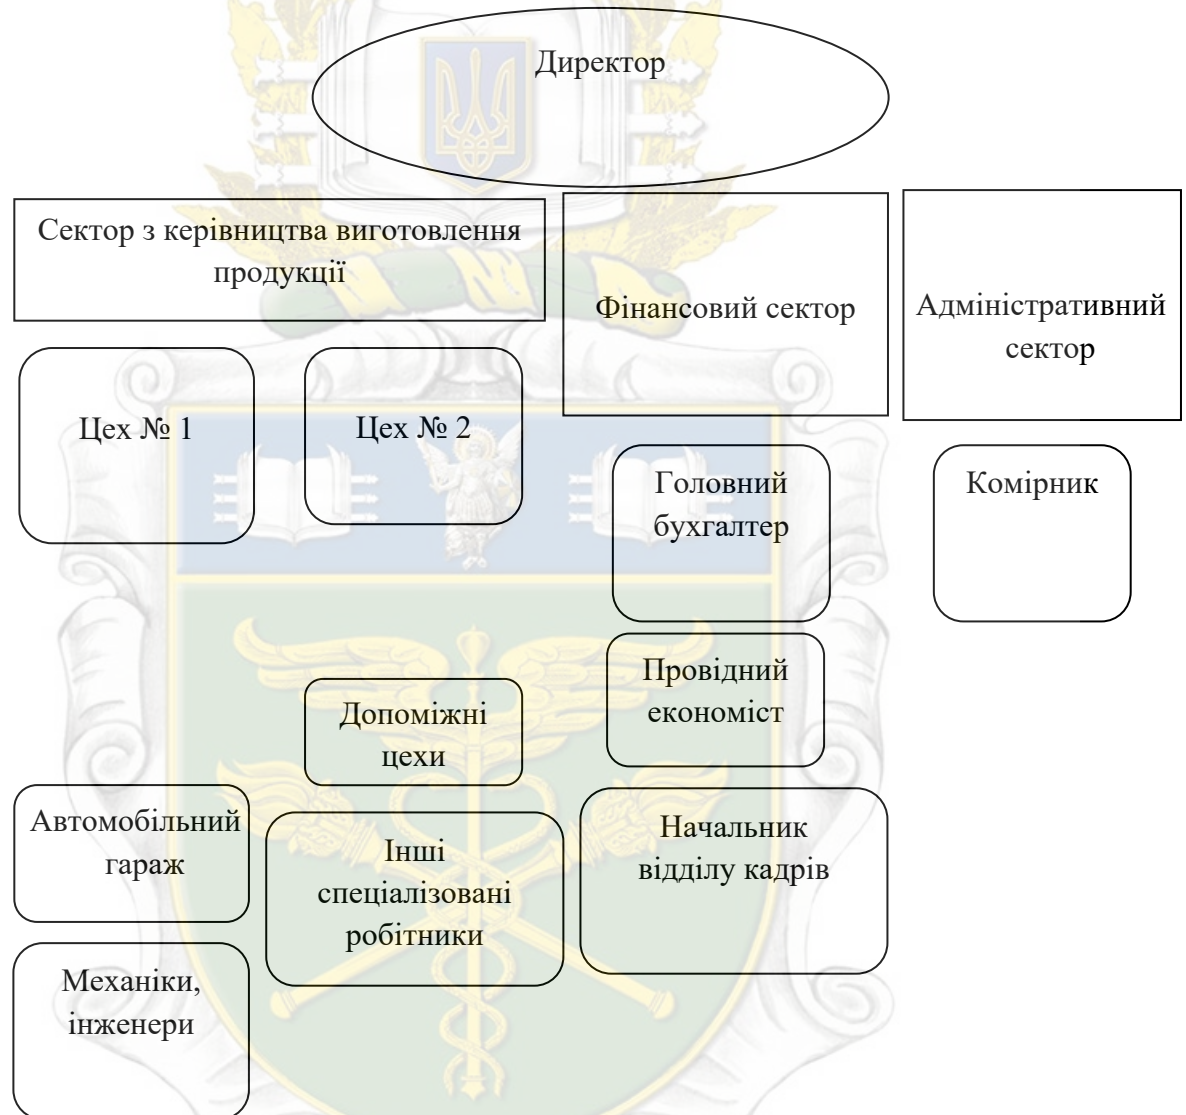 Директор
Сектор з керівництва виготовлення
продукції
Фінансовий сектор
Адміністративний
сектор
Цех № 1
Цех № 2
Головний
бухгалтер
Комірник
Провідний
економіст
Допоміжні
цехи
Автомобільний
гараж
Інші
спеціалізовані
робітники
Начальник
відділу кадрів
Механіки,
інженери